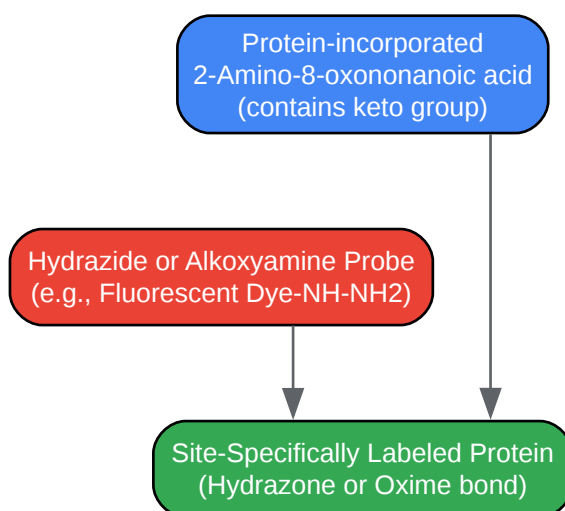 Protein-incorporated
2-Amino-8-oxononanoic acid
(contains keto group)
Hydrazide or Alkoxyamine Probe
(e.g., Fluorescent Dye-NH-NH2)
Site-Specifically Labeled Protein
(Hydrazone or Oxime bond)